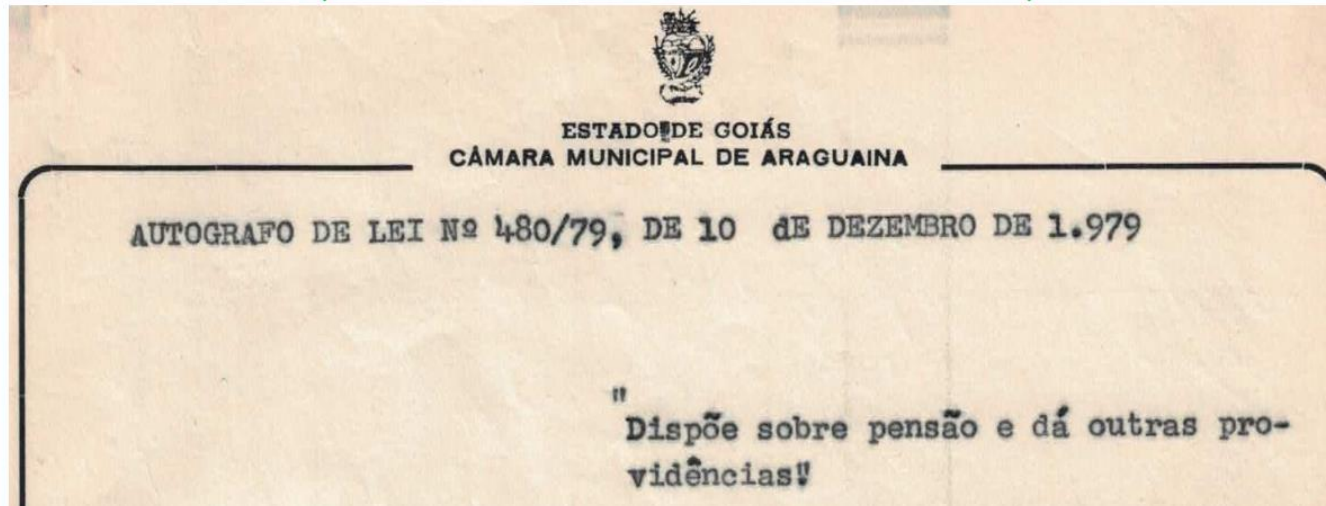 ESTADO DE GOIÁS
CÂMARA MUNICIPAL DE ARAGUAINA
AUTOGRAFO DE LEI Nº 480/79, DE 10 dE DEZEMBRO DE 1.979
"Dispõe sobre pensão e dá outras pro-
vidências"